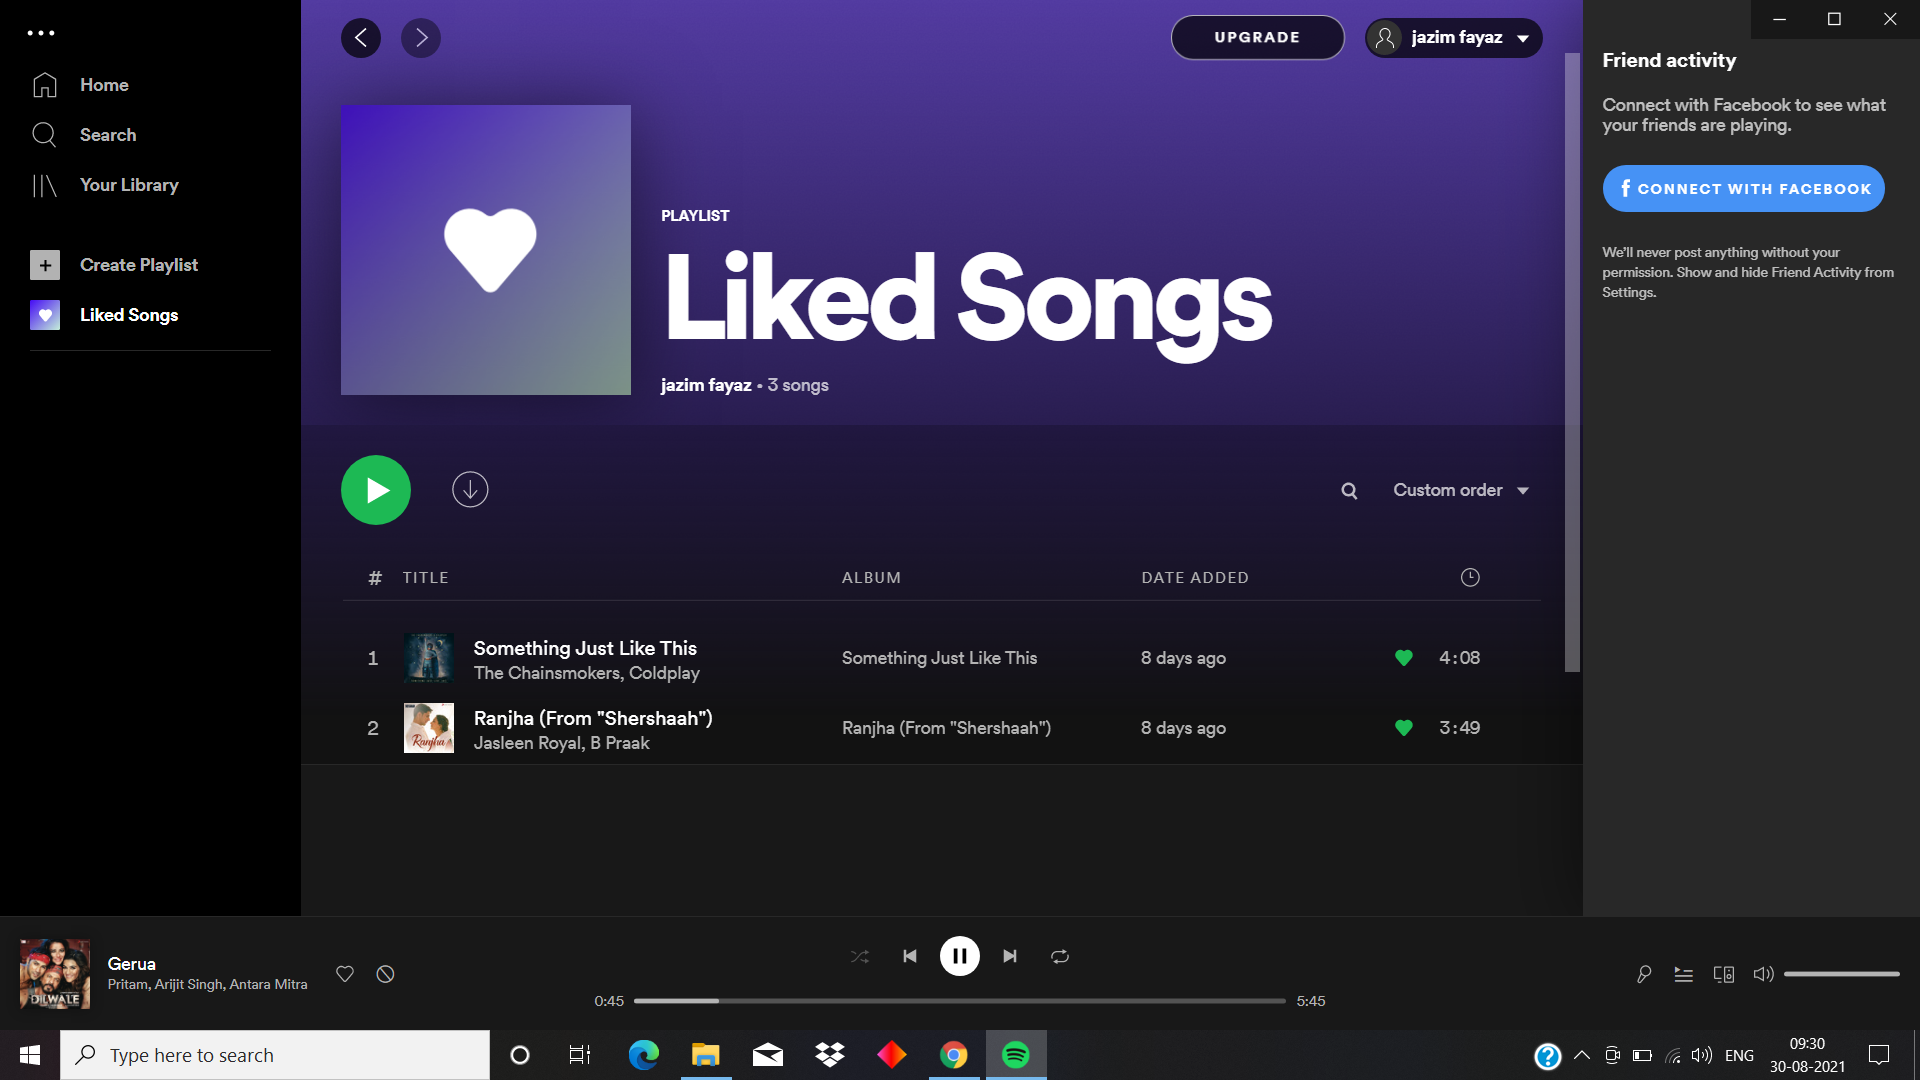 Home
Search
Your Library
Create Playlist
Liked Songs
UPGRADE
jazim fayaz
PLAYLIST
Liked Songs
jazim fayaz • 3 songs
Custom order
# TITLE ALBUM DATE ADDED
1 Something Just Like This Something Just Like This 8 days ago 4:08
The Chainsmokers, Coldplay
2 Ranjha (From "Shershaah") Ranjha (From "Shershaah") 8 days ago 3:49
Jasleen Royal, B Praak
Ranjha
Friend activity
Connect with Facebook to see what
your friends are playing.
f CONNECT WITH FACEBOOK
We'll never post anything without your
permission. Show and hide Friend Activity from
Settings.
DILWALE
Gerua
Pritam, Arijit Singh, Antara Mitra
0:45 5:45
Type here to search
ENG
09:30
30-08-2021